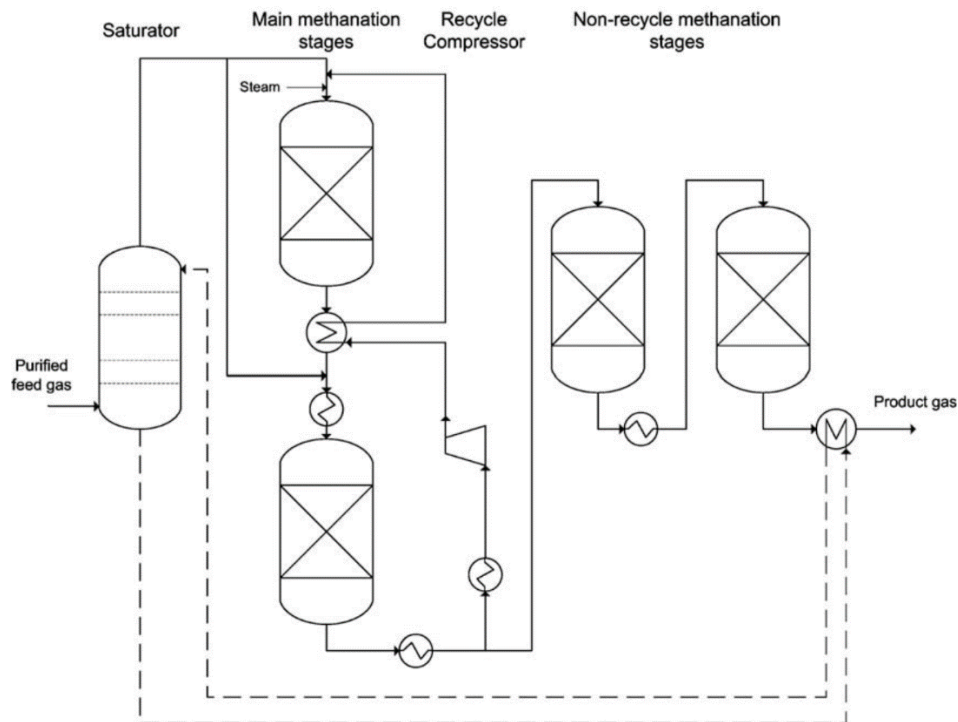 Saturator
Main methanation
stages
Recycle
Compressor
Non-recycle methanation
stages
Steam
Purified
feed gas
Product gas